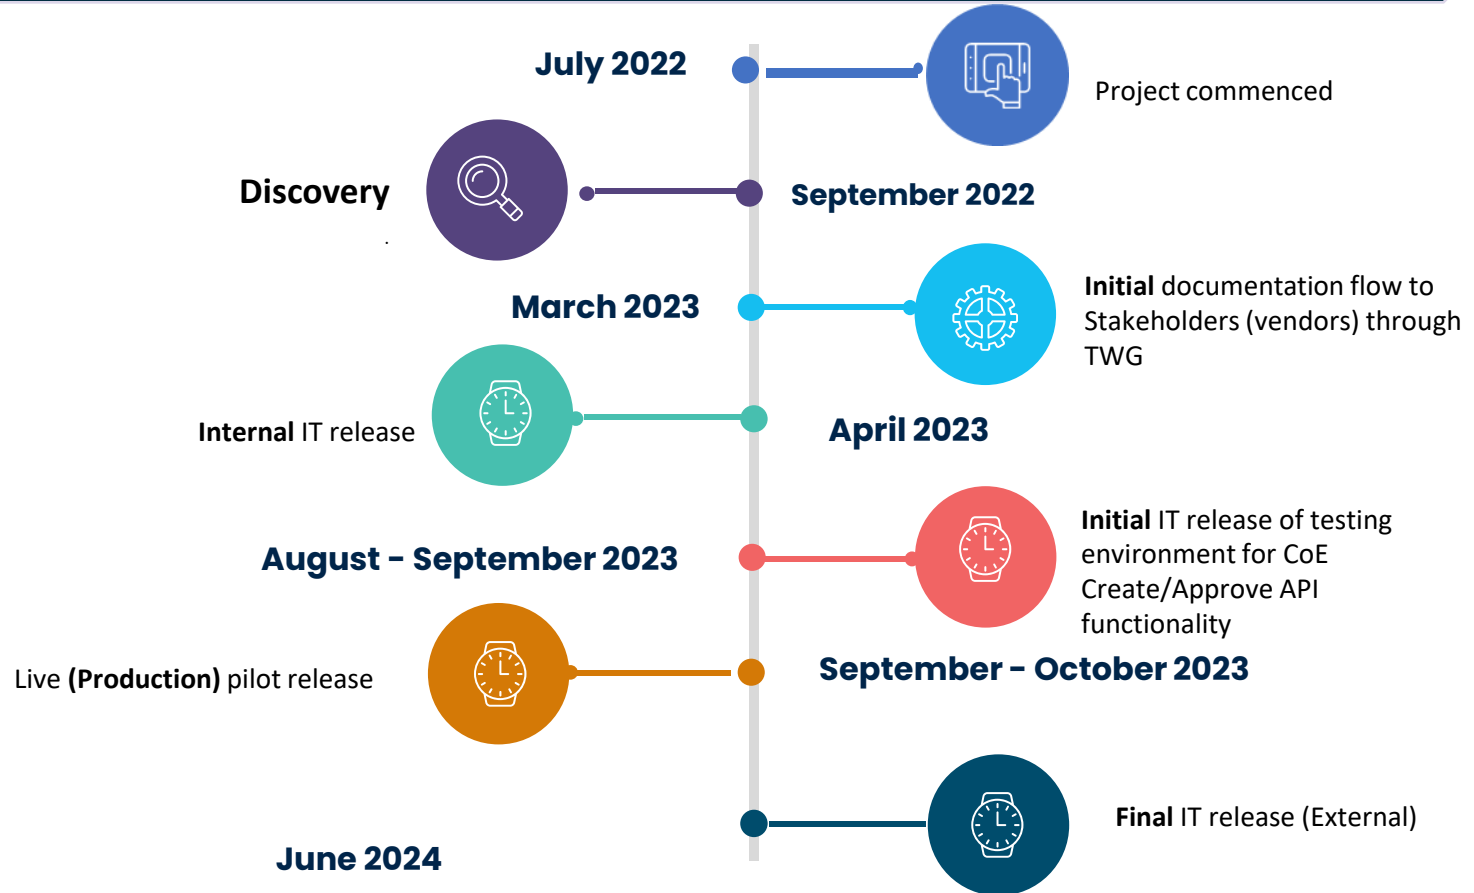 July 2022
Project commenced
Discovery
.
September 2022
March 2023
Initial documentation flow to
Stakeholders (vendors) through
TWG
Internal IT release
April 2023
August - September 2023
Initial IT release of testing
environment for CoE
Create/Approve API
functionality
Live (Production) pilot release
September - October 2023
June 2024
Final IT release (External)